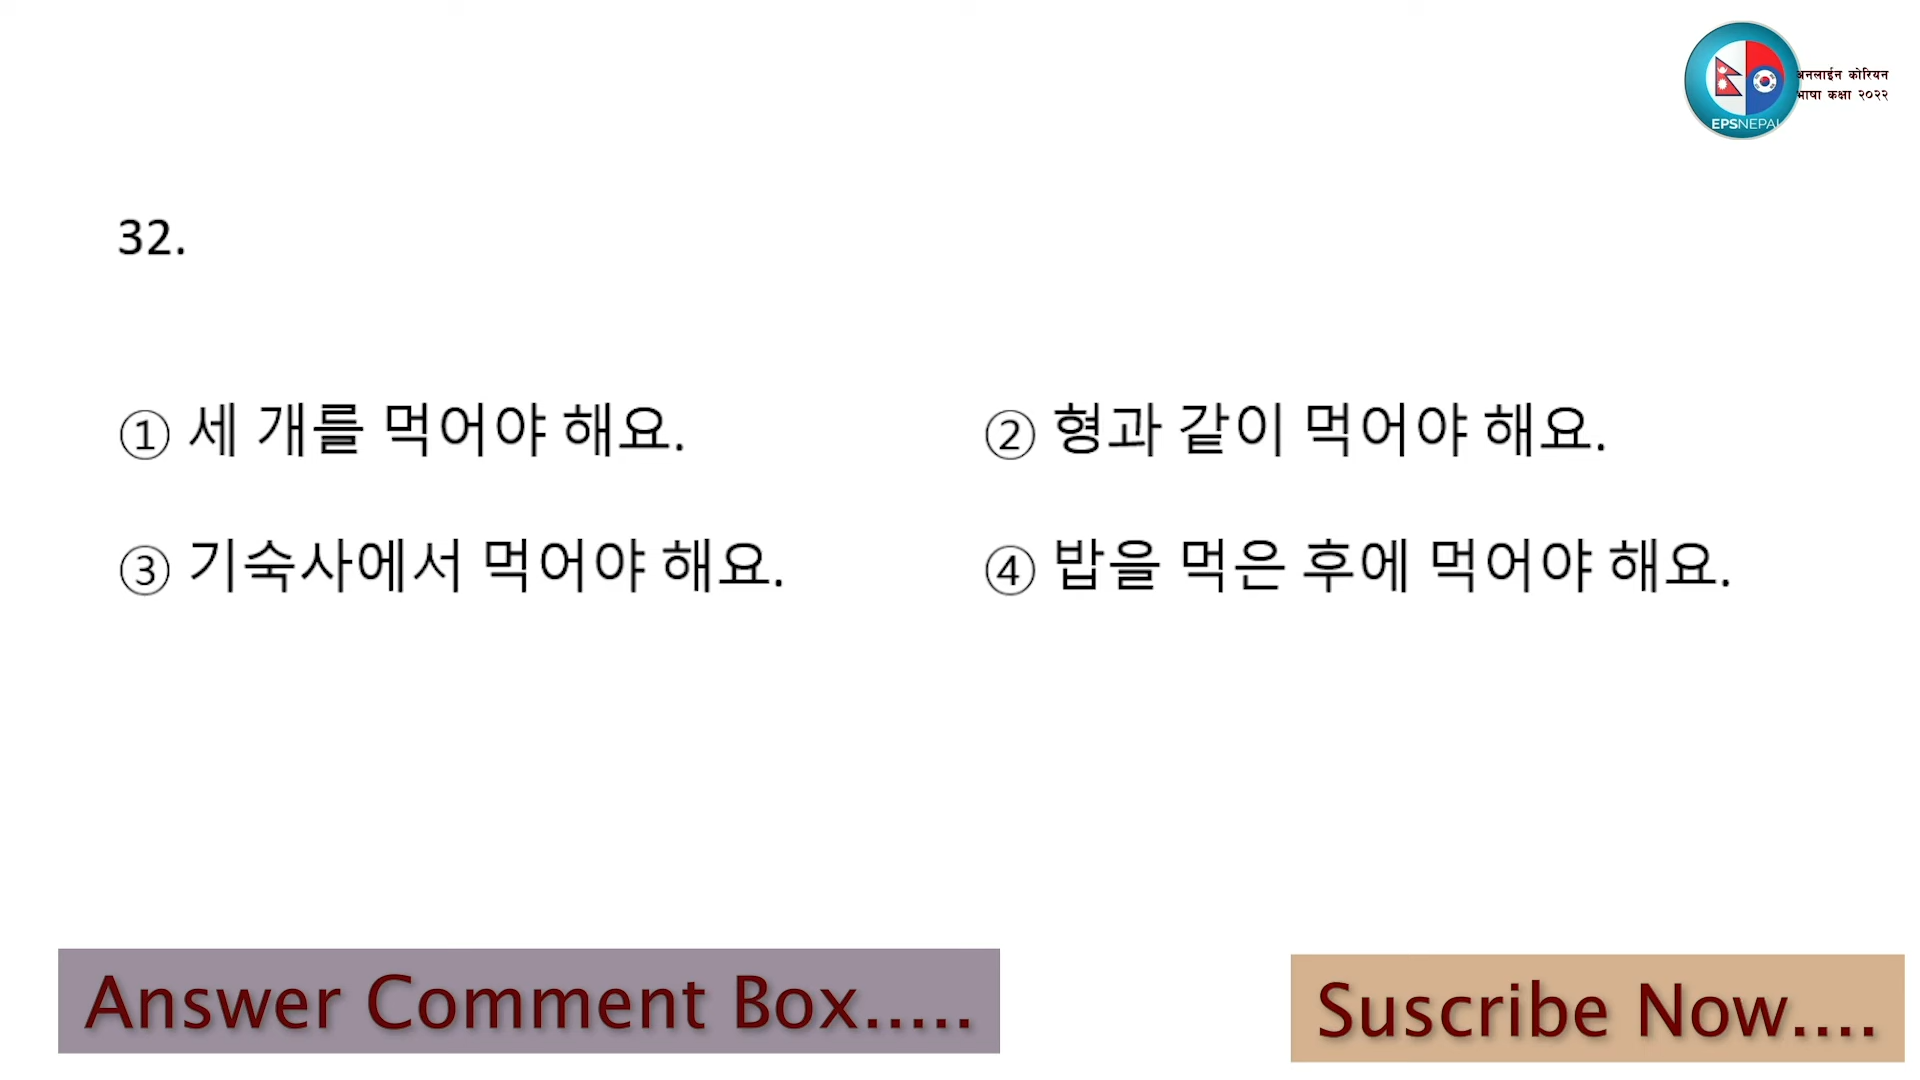 अनलाईन कोरियन
भाषा कक्षा २०२२
EPSNEPAL
32.
① 세 개를 먹어야 해요.
② 형과 같이 먹어야 해요.
③ 기숙사에서 먹어야 해요.
④ 밥을 먹은 후에 먹어야 해요.
Answer Comment Box.....
Suscribe Now....